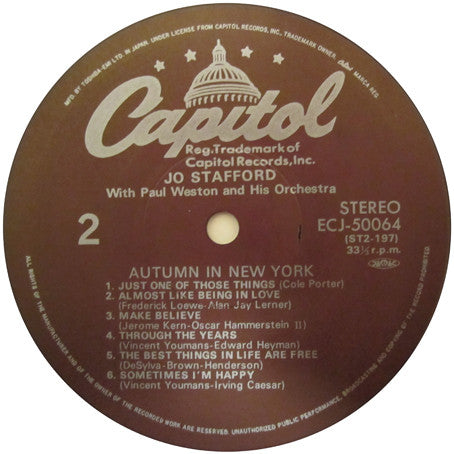 MFD. BY TOSHIBA-EMI LTD. IN JAPAN, UNDER LICENSE FROM CAPITOL RECORDS, INC., TRADEMARK OWNER. MARCA REG.
Capitol
Reg. Trademark of
Capitol Records, Inc.
JO STAFFORD
With Paul Weston and His Orchestra
2
STEREO
ECJ-50064
(ST2-197)
33⅓ r.p.m.
AUTUMN IN NEW YORK
1. JUST ONE OF THOSE THINGS (Cole Porter)
2. ALMOST LIKE BEING IN LOVE
(Frederick Loewe-Alan Jay Lerner)
3. MAKE BELIEVE
(Jerome Kern-Oscar Hammerstein II)
4. THROUGH THE YEARS
(Vincent Youmans-Edward Heyman)
5. THE BEST THINGS IN LIFE ARE FREE
(DeSylva-Brown-Henderson)
6. SOMETIMES I'M HAPPY
(Vincent Youmans-Irving Caesar)
ALL RIGHTS OF THE MANUFACTURER AND OF THE OWNER OF THE RECORDED WORK ARE RESERVED. UNAUTHORIZED PUBLIC PERFORMANCE, BROADCASTING AND COPYING OF THE RECORD PROHIBITED